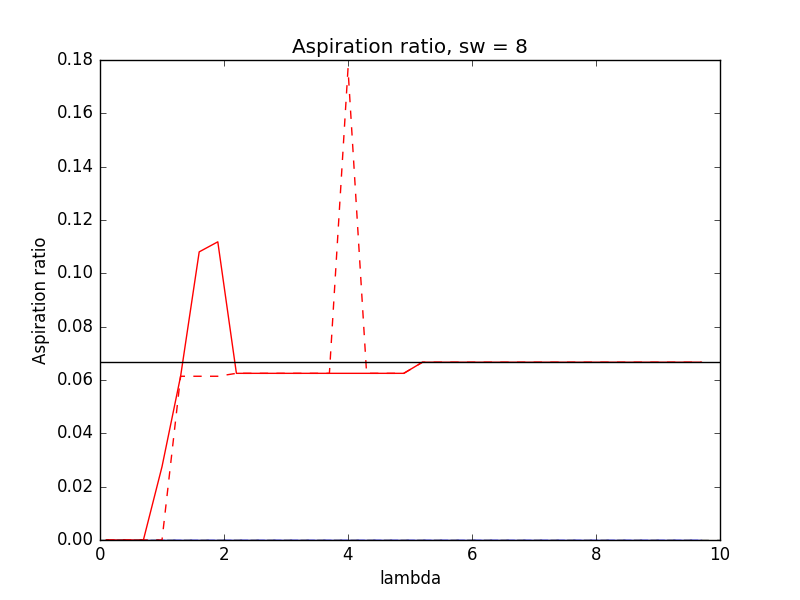 Aspiration ratio, sw = 8
0.18
0.16
0.14
0.12
0.10
0.08
0.06
0.04
0.02
0.00
Aspiration ratio
0 2 4 6 8 10
lambda